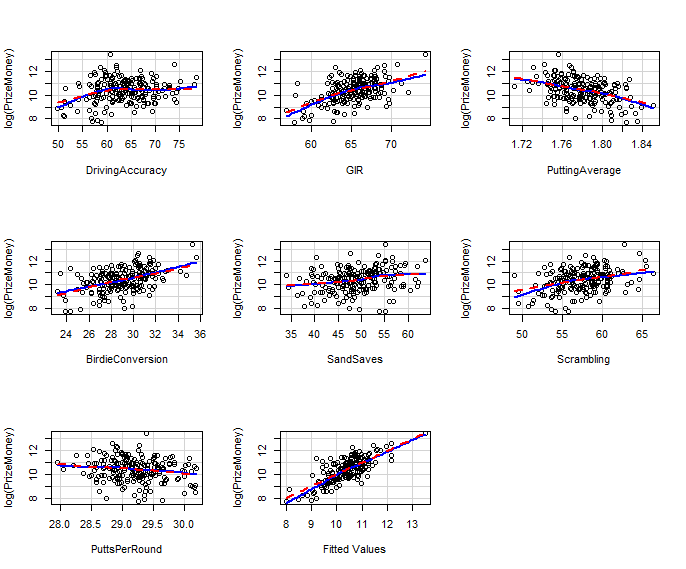 log(PrizeMoney)
8 10 12
50 55 60 65 70 75
DrivingAccuracy
log(PrizeMoney)
8 10 12
60 65 70
GIR
log(PrizeMoney)
8 10 12
1.72 1.76 1.80 1.84
PuttingAverage
log(PrizeMoney)
8 10 12
24 26 28 30 32 34 36
BirdieConversion
log(PrizeMoney)
8 10 12
35 40 45 50 55 60
SandSaves
log(PrizeMoney)
8 10 12
50 55 60 65
Scrambling
log(PrizeMoney)
8 10 12
28.0 28.5 29.0 29.5 30.0
PuttsPerRound
log(PrizeMoney)
8 10 12
8 9 10 11 12 13
Fitted Values